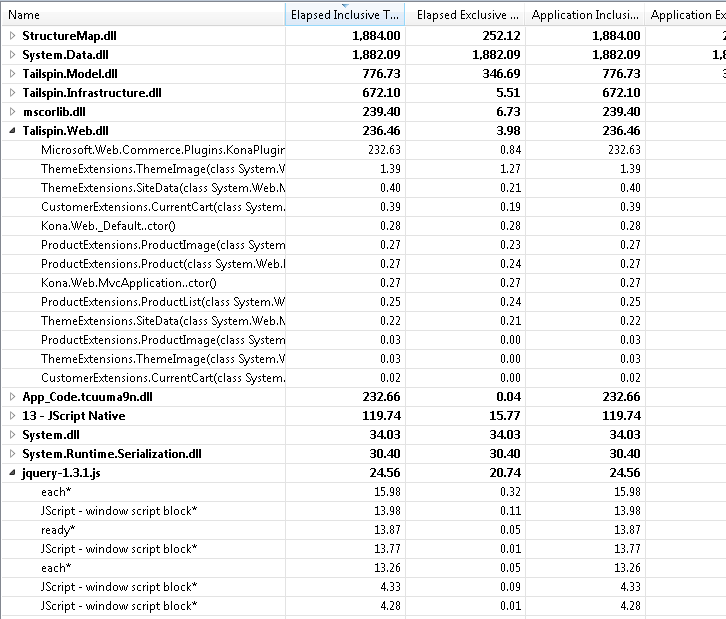 Name Elapsed Inclusive T... Elapsed Exclusive ... Application Inclusi... Application Ex
StructureMap.dll 1,884.00 252.12 1,884.00 2
System.Data.dll 1,882.09 1,882.09 1,882.09 1,8
Tailspin.Model.dll 776.73 346.69 776.73 3
Tailspin.Infrastructure.dll 672.10 5.51 672.10
mscorlib.dll 239.40 6.73 239.40
Talispin.Web.dll 236.46 3.98 236.46
Microsoft.Web.Commerce.Plugins.KonaPlugin 232.63 0.84 232.63
ThemeExtensions.ThemeImage(class System.W 1.39 1.27 1.39
ThemeExtensions.SiteData(class System.Web.M 0.40 0.21 0.40
CustomerExtensions.CurrentCart(class System. 0.39 0.19 0.39
Kona.Web._Default..ctor() 0.28 0.28 0.28
ProductExtensions.ProductImage(class System 0.27 0.23 0.27
ProductExtensions.Product(class System.Web. 0.27 0.24 0.27
Kona.Web.MvcApplication..ctor() 0.27 0.27 0.27
ProductExtensions.ProductList(class System.W 0.25 0.24 0.25
ThemeExtensions.SiteData(class System.Web.M 0.22 0.21 0.22
ProductExtensions.ProductImage(class System 0.03 0.00 0.03
ThemeExtensions.ThemeImage(class System.W 0.03 0.00 0.03
CustomerExtensions.CurrentCart(class System. 0.02 0.00 0.02
App_Code.tcuuma9n.dll 232.66 0.04 232.66
13 - JScript Native 119.74 15.77 119.74
System.dll 34.03 34.03 34.03
System.Runtime.Serialization.dll 30.40 30.40 30.40
jquery-1.3.1.js 24.56 20.74 24.56
each* 15.98 0.32 15.98
JScript - window script block* 13.98 0.11 13.98
ready* 13.87 0.05 13.87
JScript - window script block* 13.77 0.01 13.77
each* 13.26 0.05 13.26
JScript - window script block* 4.33 0.09 4.33
JScript - window script block* 4.28 0.01 4.28